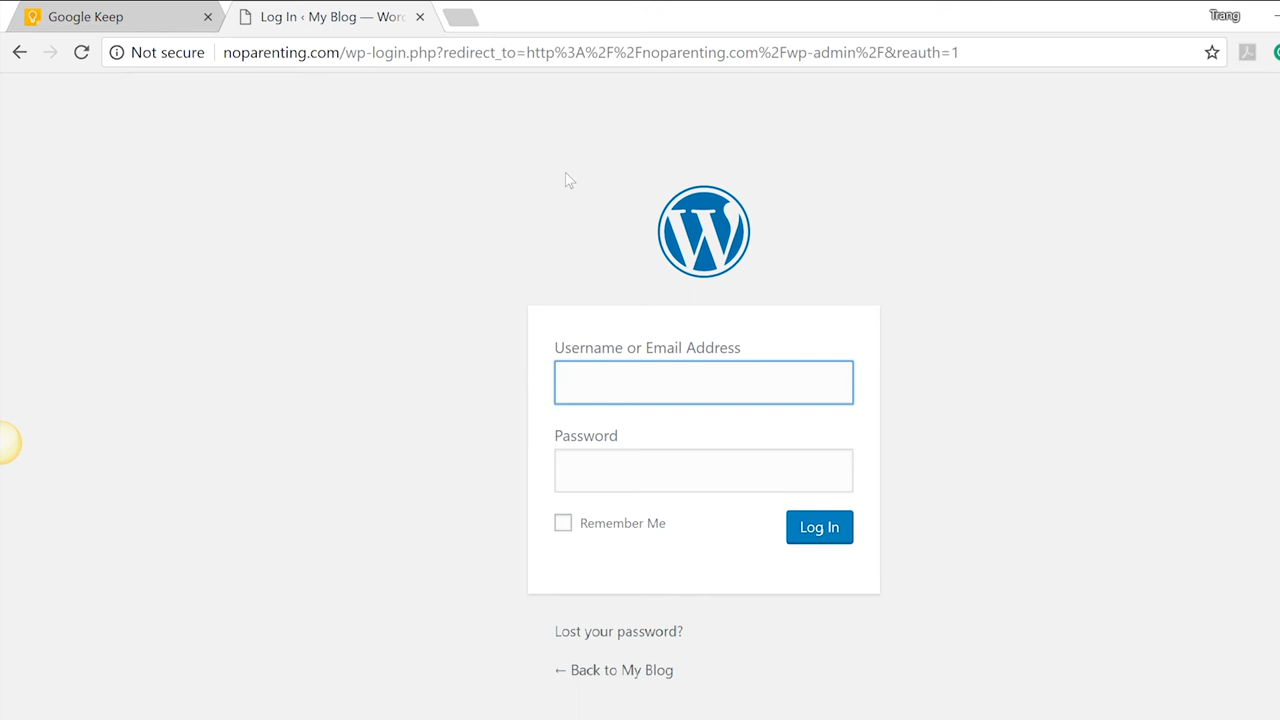 Google Keep
Log In ‹ My Blog — Worc
Trang
Not secure
noparenting.com/wp-login.php?redirect_to=http%3A%2F%2Fnoparenting.com%2Fwp-admin%2F&reauth=1
W
Username or Email Address
Password
Remember Me
Log In
Lost your password?
← Back to My Blog